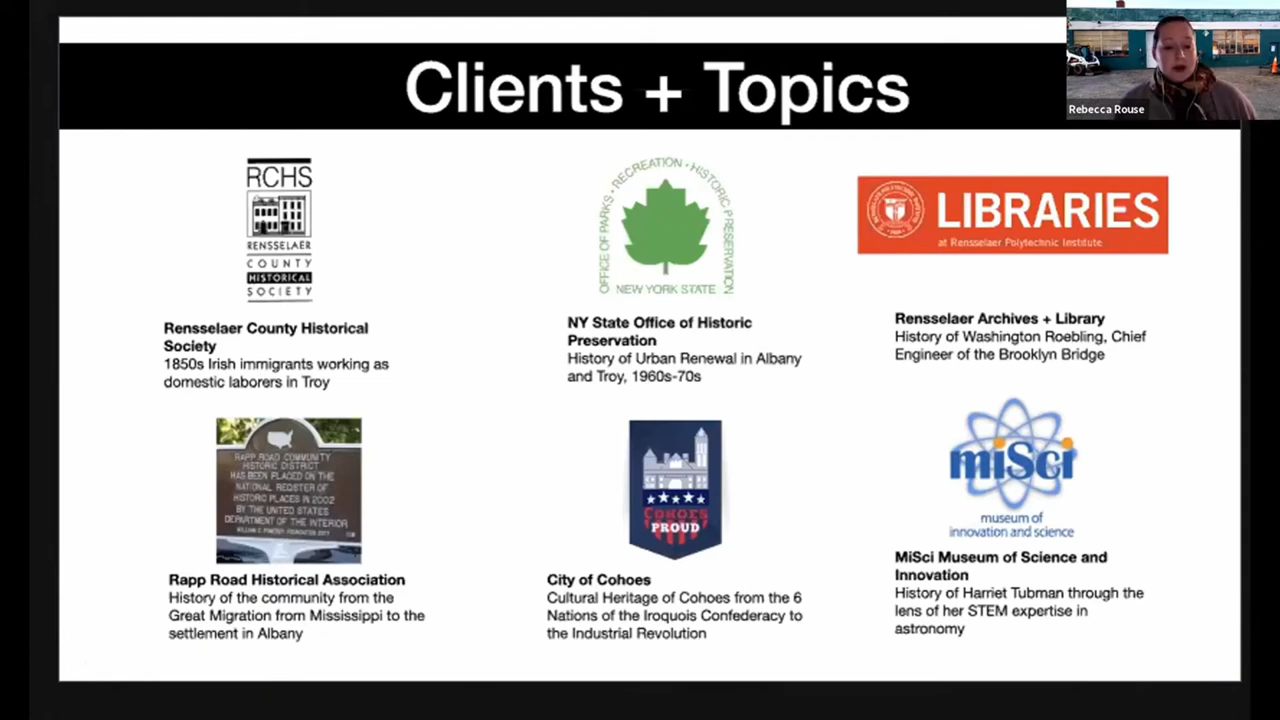 Clients + Topics
Rebecca Rouse
RCHS
RENSSELAER
COUNTY
HISTORICAL
SOCIETY
OFFICE OF PARKS • RECREATION • HISTORIC PRESERVATION
NEW YORK STATE
LIBRARIES
at Rensselaer Polytechnic Institute
Rensselaer County Historical
Society
1850s Irish immigrants working as
domestic laborers in Troy
NY State Office of Historic
Preservation
History of Urban Renewal in Albany
and Troy, 1960s-70s
Rensselaer Archives + Library
History of Washington Roebling, Chief
Engineer of the Brooklyn Bridge
RAPP ROAD COMMUNITY
HISTORIC DISTRICT
HAS BEEN PLACED ON THE
NATIONAL REGISTER OF
HISTORIC PLACES IN 2002
BY THE UNITED STATES
DEPARTMENT OF THE INTERIOR
COHOES
PROUD
miSci
museum of
innovation and science
Rapp Road Historical Association
History of the community from the
Great Migration from Mississippi to the
settlement in Albany
City of Cohoes
Cultural Heritage of Cohoes from the 6
Nations of the Iroquois Confederacy to
the Industrial Revolution
MiSci Museum of Science and
Innovation
History of Harriet Tubman through the
lens of her STEM expertise in
astronomy